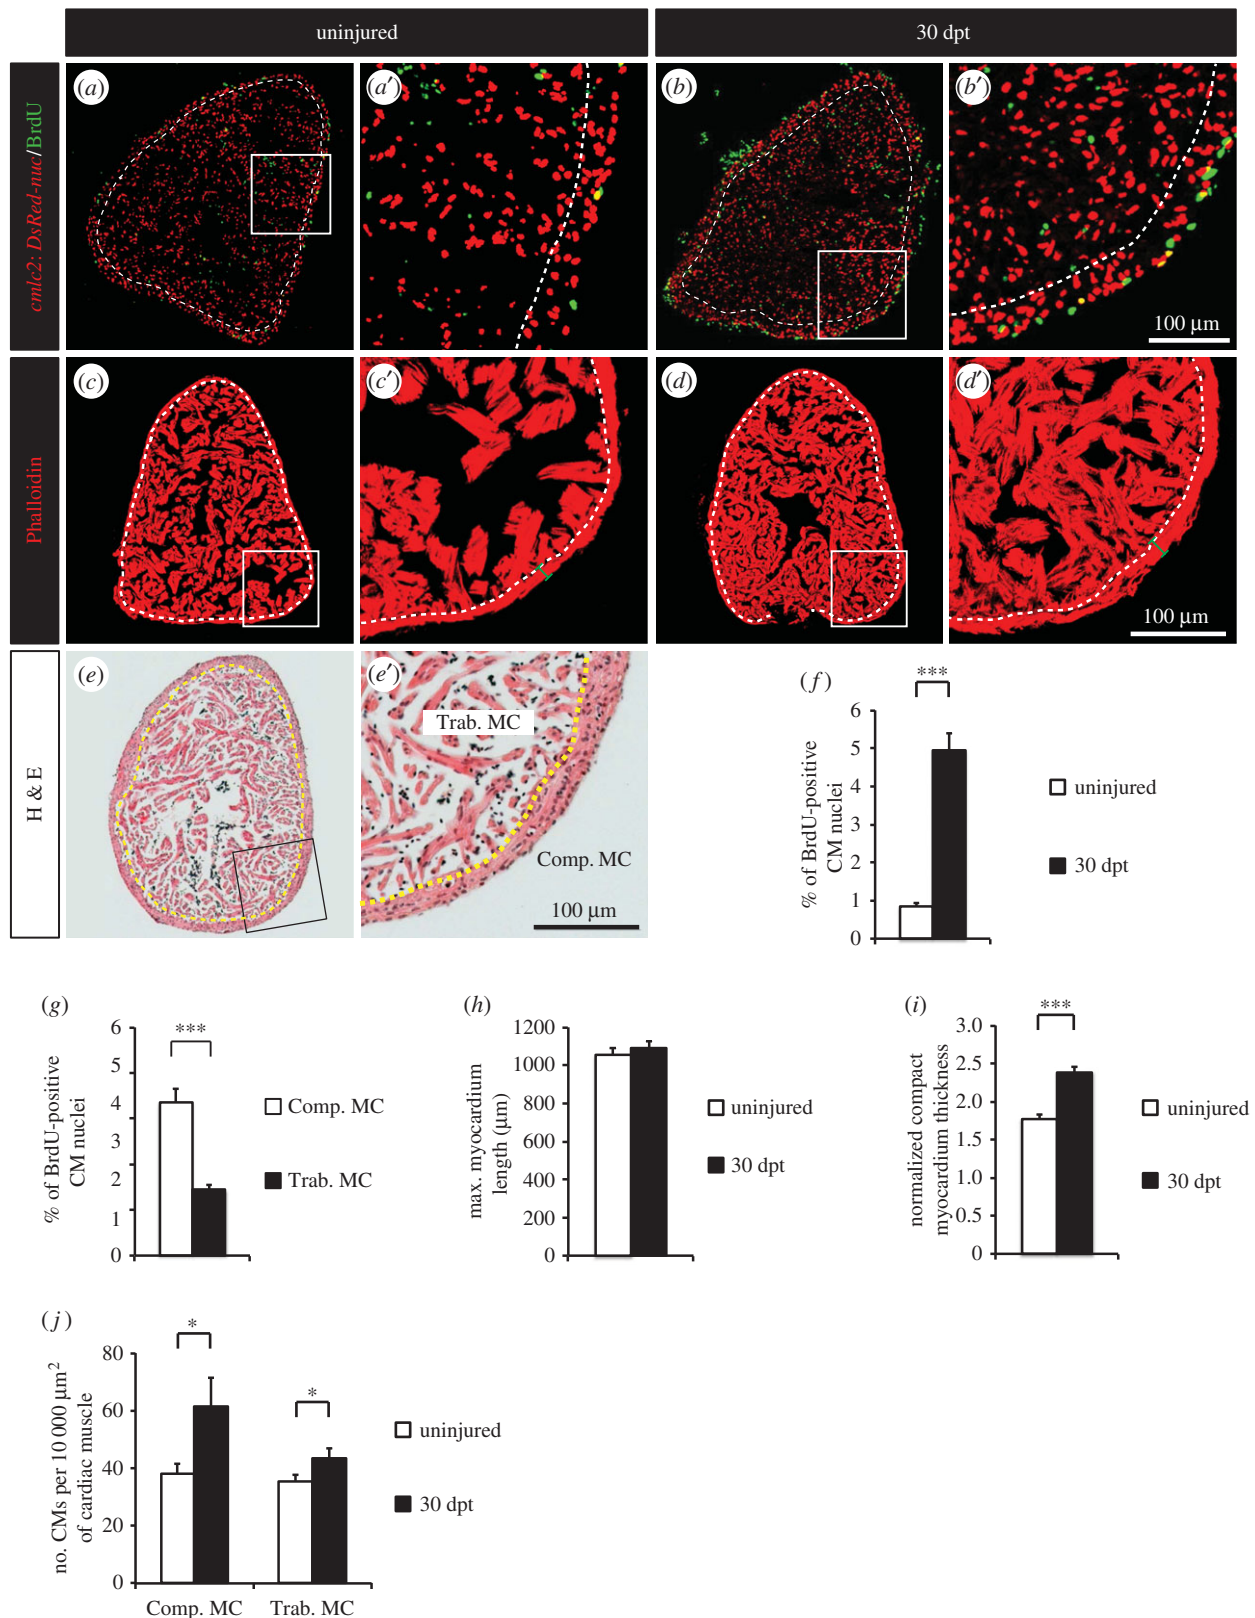 uninjured
30 dpt
cmlc2: DsRed-nuc/BrdU
(a)
(a′)
(b)
(b′)
100 μm
Phalloidin
(c)
(c′)
(d)
(d′)
100 μm
H & E
(e)
(e′)
Trab. MC
Comp. MC
100 μm
(f)
***
% of BrdU-positive
CM nuclei
6
5
4
3
2
1
0
uninjured
30 dpt
(g)
***
% of BrdU-positive
CM nuclei
6
5
4
3
2
1
0
Comp. MC
Trab. MC
(h)
max. myocardium
length (μm)
1200
1000
800
600
400
200
0
uninjured
30 dpt
(i)
***
normalized compact
myocardium thickness
3.0
2.5
2.0
1.5
1.0
0.5
0
uninjured
30 dpt
(j)
*
*
no. CMs per 10 000 μm²
of cardiac muscle
80
60
40
20
0
Comp. MC
Trab. MC
uninjured
30 dpt